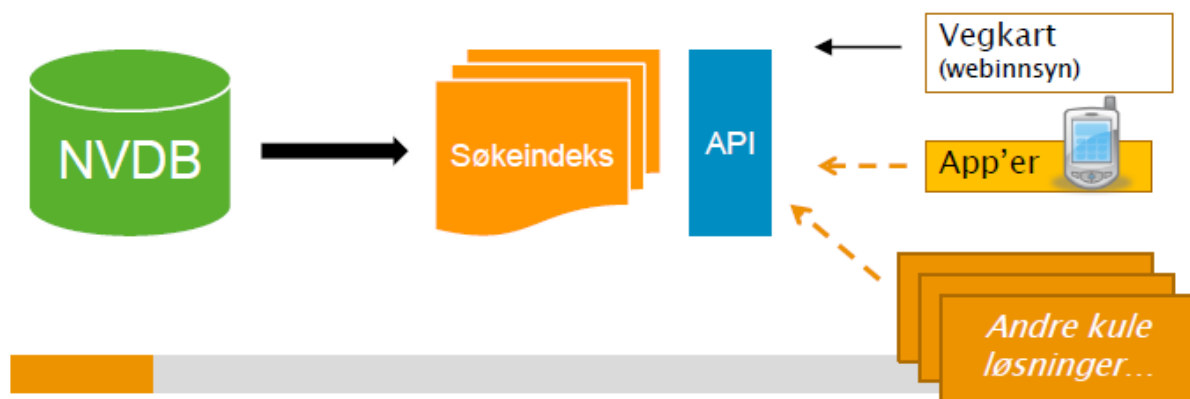 NVDB
Søkeindeks
API
Vegkart
(webinnsyn)
App'er
Andre kule
løsninger...